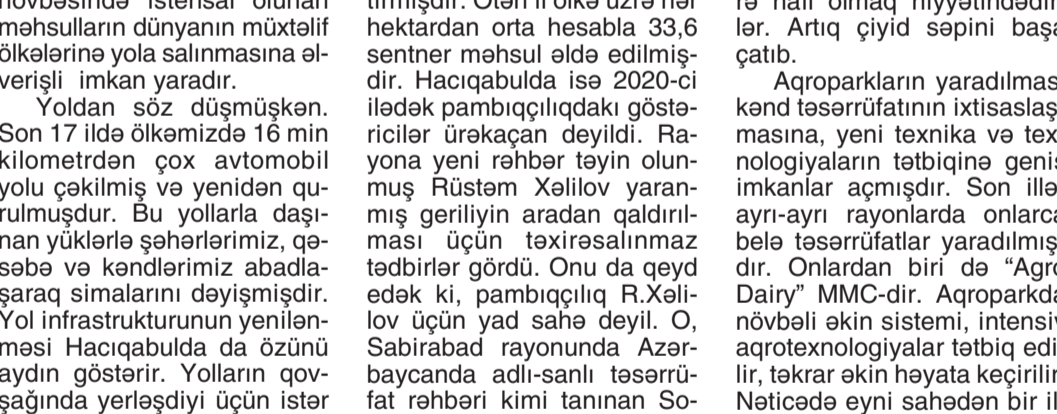 məhsulların dünyanın müxtəlif
ölkələrinə yola salınmasına əl-
verişli imkan yaradır.
Yoldan söz düşmüşkən.
Son 17 ildə ölkəmizdə 16 min
kilometrdən çox avtomobil
yolu çəkilmiş və yenidən qu-
rulmuşdur. Bu yollarla daşı-
nan yüklərlə şəhərlərimiz, qə-
səbə və kəndlərimiz abadla-
şaraq simalarını dəyişmişdir.
Yol infrastrukturunun yenilən-
məsi Hacıqabulda da özünü
aydın göstərir. Yolların qov-
şağında yerləşdiyi üçün istər
hektardan orta hesabla 33,6
sentner məhsul əldə edilmiş-
dir. Hacıqabulda isə 2020-ci
ilədək pambıqçılıqdakı göstə-
ricilər ürəkaçan deyildi. Ra-
yona yeni rəhbər təyin olun-
muş Rüstəm Xəlilov yaran-
mış geriliyin aradan qaldırıl-
ması üçün təxirəsalınmaz
tədbirlər gördü. Onu da qeyd
edək ki, pambıqçılıq R.Xəli-
lov üçün yad sahə deyil. O,
Sabirabad rayonunda Azər-
baycanda adlı-sanlı təsərrü-
fat rəhbəri kimi tanınan So-
lər. Artıq çiyid səpini başa
çatıb.
Aqroparkların yaradılmas
kənd təsərrüfatının ixtisaslaş
masına, yeni texnika və tex
nologiyaların tətbiqinə geniş
imkanlar açmışdır. Son illə
ayrı-ayrı rayonlarda onlarca
belə təsərrüfatlar yaradılmış
dır. Onlardan biri də “Agro
Dairy” MMC-dir. Aqroparkda
növbəli əkin sistemi, intensiv
aqrotexnologiyalar tətbiq edi
lir, təkrar əkin həyata keçirilir
Nəticədə eyni sahədən bir il